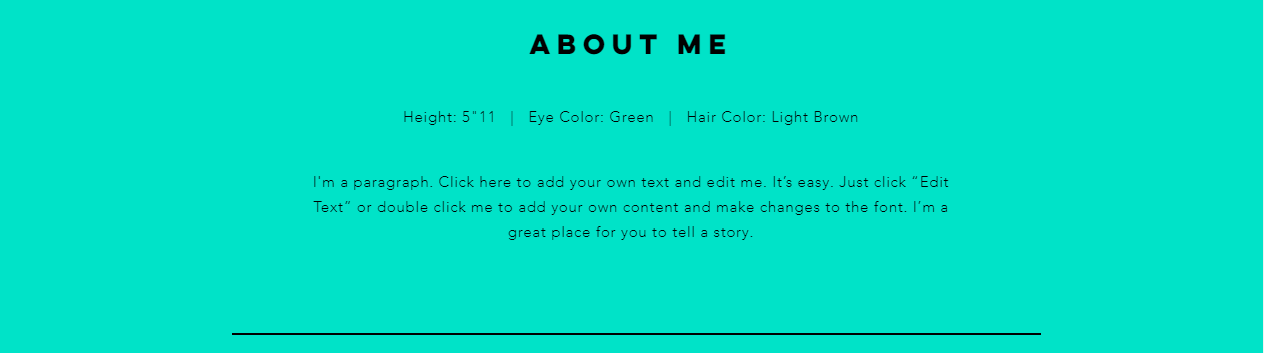 ABOUT ME
Height: 5"11 | Eye Color: Green | Hair Color: Light Brown
I'm a paragraph. Click here to add your own text and edit me. It’s easy. Just click “Edit
Text” or double click me to add your own content and make changes to the font. I’m a
great place for you to tell a story.